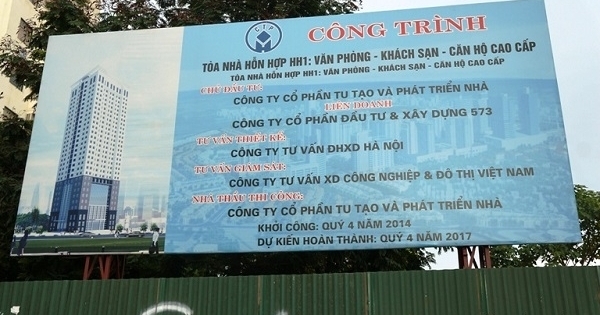 CIP
CÔNG TRÌNH
TÒA NHÀ HỖN HỢP HH1: VĂN PHÒNG - KHÁCH SẠN - CĂN HỘ CAO CẤP
TÒA NHÀ HỖN HỢP HH1: VĂN PHÒNG - KHÁCH SẠN - CĂN HỘ CAO CẤP
CHỦ ĐẦU TƯ:
CÔNG TY CỔ PHẦN TU TẠO VÀ PHÁT TRIỂN NHÀ
LIÊN DOANH
CÔNG TY CỔ PHẦN ĐẦU TƯ & XÂY DỰNG 573
TƯ VẤN THIẾT KẾ:
CÔNG TY TƯ VẤN ĐHXD HÀ NỘI
TƯ VẤN GIÁM SÁT:
CÔNG TY TƯ VẤN XD CÔNG NGHIỆP & ĐÔ THỊ VIỆT NAM
NHÀ THẦU THI CÔNG:
CÔNG TY CỔ PHẦN TU TẠO VÀ PHÁT TRIỂN NHÀ
KHỞI CÔNG: QUÝ 4 NĂM 2014
DỰ KIẾN HOÀN THÀNH: QUÝ 4 NĂM 2017